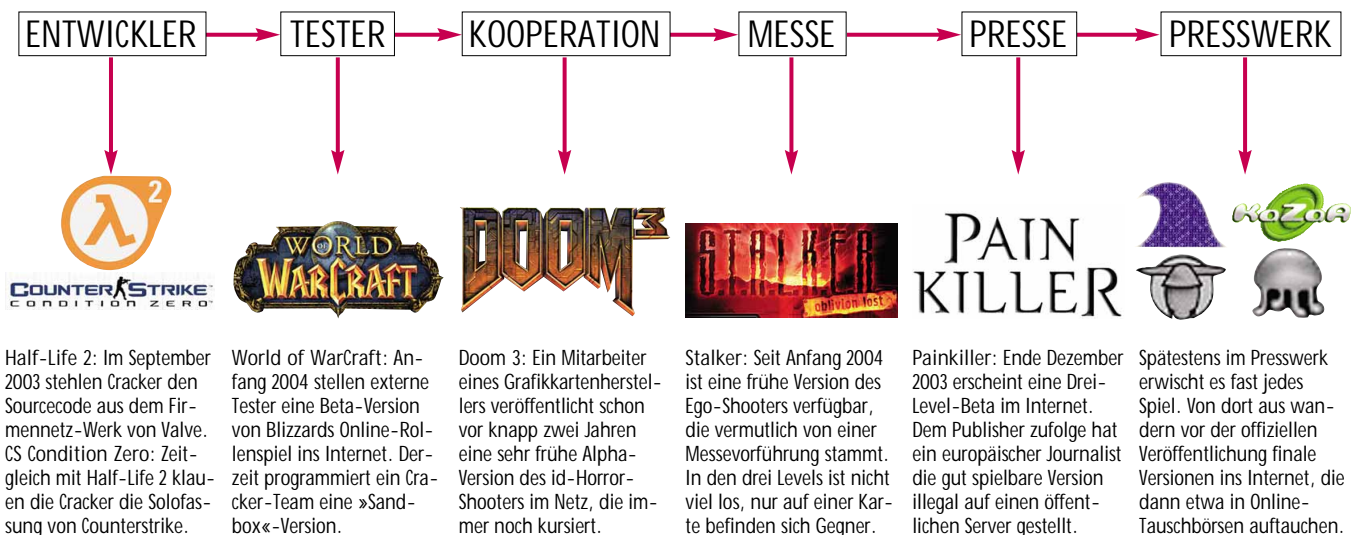 ENTWICKLER
TESTER
KOOPERATION
MESSE
PRESSE
PRESSWERK
λ2
COUNTER STRIKE
CONDITION ZERO
WORLD
OF
WARCRAFT
DOOM3
S.T.A.L.K.E.R
oblivion lost
PAIN
KILLER
KaZaA
Half-Life 2: Im September
2003 stehlen Cracker den
Sourcecode aus dem Fir-
mennetz-Werk von Valve.
CS Condition Zero: Zeit-
gleich mit Half-Life 2 klau-
en die Cracker die Solofas-
sung von Counterstrike.
World of WarCraft: An-
fang 2004 stellen externe
Tester eine Beta-Version
von Blizzards Online-Rol-
lenspiel ins Internet. Der-
zeit programmiert ein Cra-
cker-Team eine »Sand-
box«-Version.
Doom 3: Ein Mitarbeiter
eines Grafikkartenherstel-
lers veröffentlicht schon
vor knapp zwei Jahren
eine sehr frühe Alpha-
Version des id-Horror-
Shooters im Netz, die im-
mer noch kursiert.
Stalker: Seit Anfang 2004
ist eine frühe Version des
Ego-Shooters verfügbar,
die vermutlich von einer
Messevorführung stammt.
In den drei Levels ist nicht
viel los, nur auf einer Kar-
te befinden sich Gegner.
Painkiller: Ende Dezember
2003 erscheint eine Drei-
Level-Beta im Internet.
Dem Publisher zufolge hat
ein europäischer Journalist
die gut spielbare Version
illegal auf einen öffent-
lichen Server gestellt.
Spätestens im Presswerk
erwischt es fast jedes
Spiel. Von dort aus wan-
dern vor der offiziellen
Veröffentlichung finale
Versionen ins Internet, die
dann etwa in Online-
Tauschbörsen auftauchen.